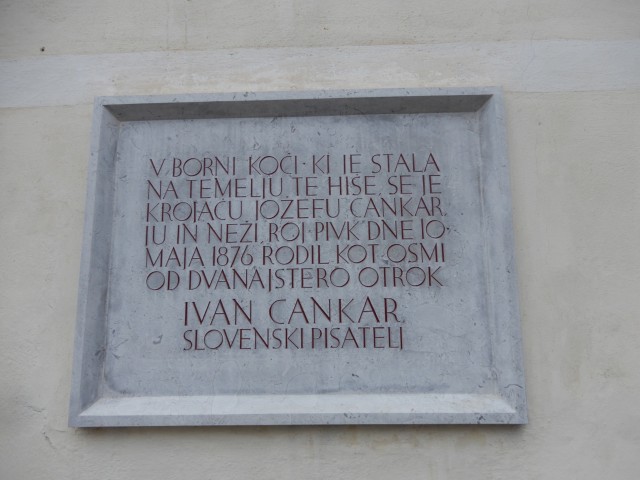 V BORNI KOČI · KI JE STALA
NA TEMELJU TE HIŠE, SE JE
KROJAČU JOŽEFU CANKAR,
JU IN NEŽI, ROJ. PIVK DNE 10·
MAJA 1876 RODIL KOT OSMI
OD DVANAJSTERO OTROK
IVAN CANKAR,
SLOVENSKI PISATELJ